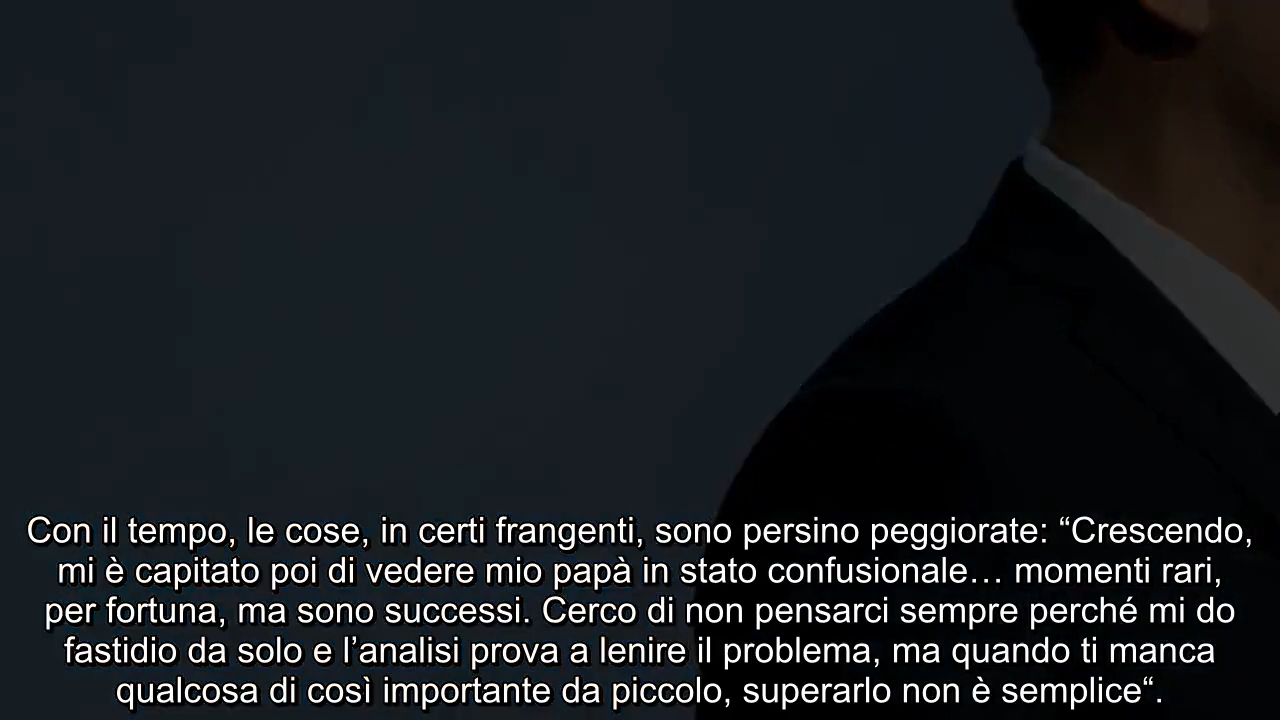 Con il tempo, le cose, in certi frangenti, sono persino peggiorate: “Crescendo,
mi è capitato poi di vedere mio papà in stato confusionale… momenti rari,
per fortuna, ma sono successi. Cerco di non pensarci sempre perché mi do
fastidio da solo e l’analisi prova a lenire il problema, ma quando ti manca
qualcosa di così importante da piccolo, superarlo non è semplice“.